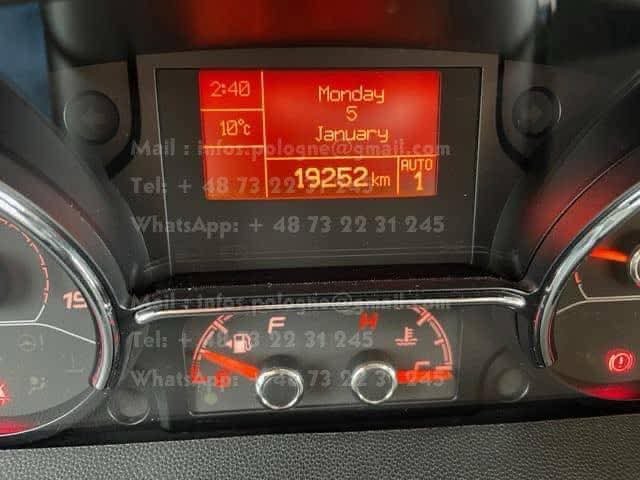 2:40
Monday
5
10°c
January
Mail : infos.pologne@gmail.com
19252 km
AUTO
1
Tel: + 48 73 22 31 245
WhatsApp: + 48 73 22 31 245
Mail : infos.pologne@gmail.com
F
H
Tel: + 48 73 22 31 245
E
C
WhatsApp: + 48 73 22 31 245